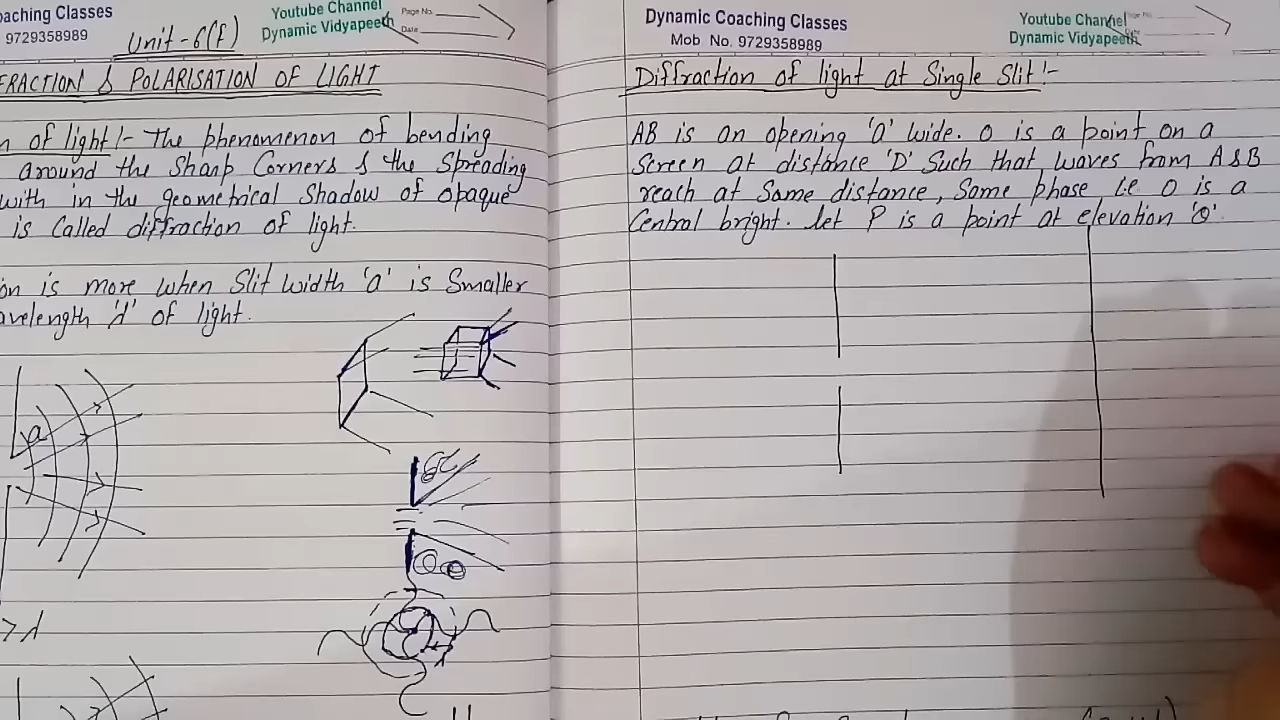 oaching Classes
9729358989
Unit-6(f)
Youtube Channel
Dynamic Vidyapeeth
Page No.
Date
FRACTION & POLARISATION OF LIGHT
n of light!- The phenomenon of bending
around the Sharp Corners & the Spreading
with in the geometrical Shadow of opaque
is Called diffraction of light.
on is more when Slit width 'a' is Smaller
avelength 'λ' of light.
a
>λ
Dynamic Coaching Classes
Mob No. 9729358989
Youtube Channel
Dynamic Vidyapeeth
Diffraction of light at Single Slit!-
AB is an opening 'a' wide. O is a point on a
Screen at distance 'D' Such that waves from A&B
reach at Same distance, Same phase i.e O is a
Central bright. Let P is a point at elevation 'θ'.